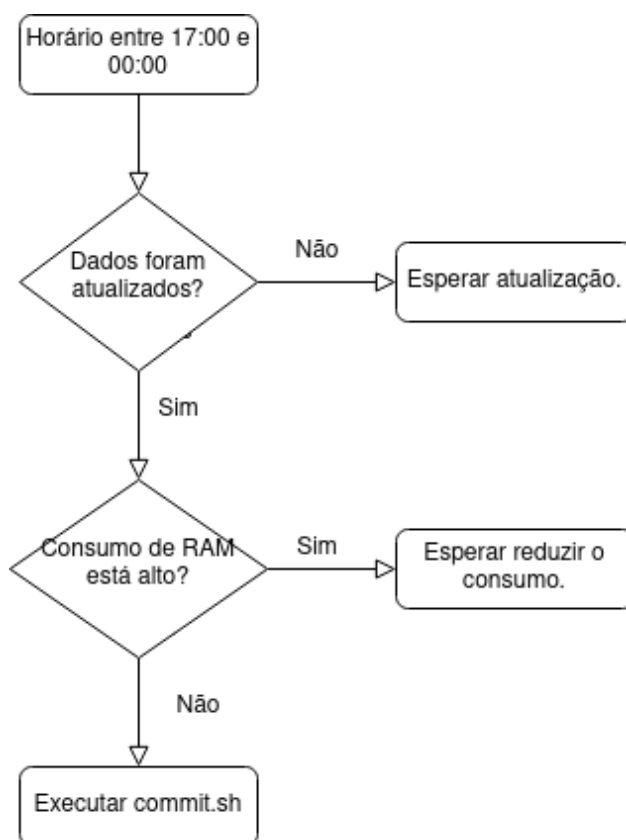 Horário entre 17:00 e
00:00
Dados foram
atualizados?
Não
Esperar atualização.
Sim
Consumo de RAM
está alto?
Sim
Esperar reduzir o
consumo.
Não
Executar commit.sh